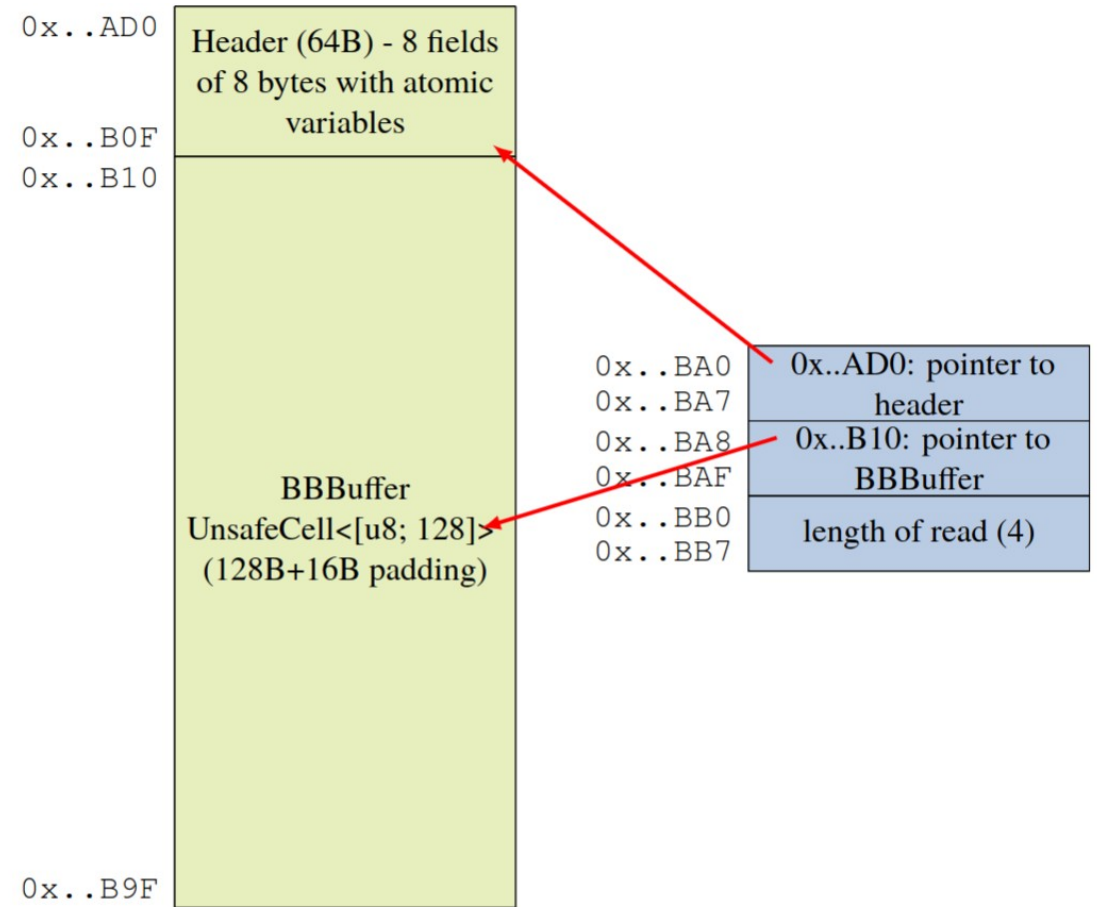 0x..AD0
Header (64B) - 8 fields
of 8 bytes with atomic
variables
0x..B0F
0x..B10
BBBuffer
UnsafeCell<[u8; 128]>
(128B+16B padding)
0x..B9F
0x..BA0
0x..BA7
0x..AD0: pointer to
header
0x..BA8
0x..BAF
0x..B10: pointer to
BBBuffer
0x..BB0
0x..BB7
length of read (4)